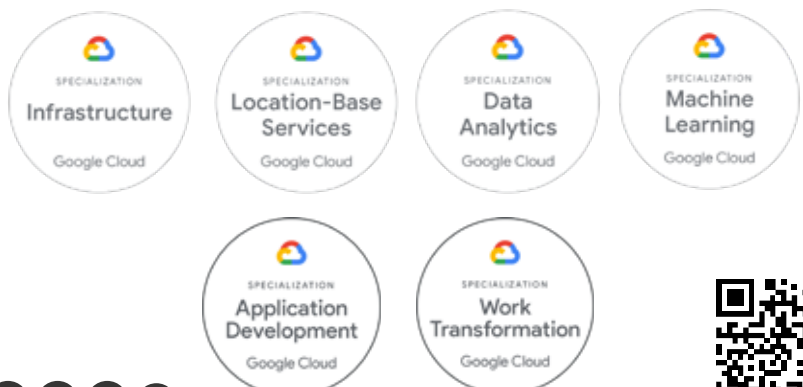 SPECIALIZATION
Infrastructure
Google Cloud
SPECIALIZATION
Location-Base
Services
Google Cloud
SPECIALIZATION
Data
Analytics
Google Cloud
SPECIALIZATION
Machine
Learning
Google Cloud
SPECIALIZATION
Application
Development
Google Cloud
SPECIALIZATION
Work
Transformation
Google Cloud